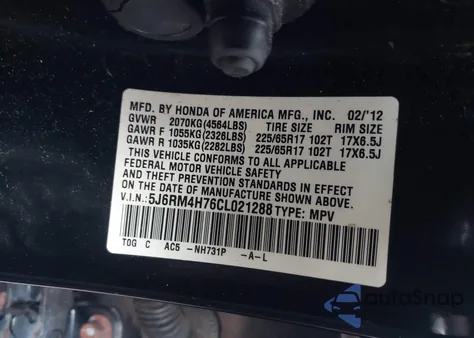 MFD. BY HONDA OF AMERICA MFG., INC. 02/'12
GVWR 2070KG(4564LBS) TIRE SIZE RIM SIZE
GAWR F 1055KG(2326LBS) 225/65R17 102T 17X6.5J
GAWR R 1035KG(2282LBS) 225/65R17 102T 17X6.5J
THIS VEHICLE CONFORMS TO ALL APPLICABLE
FEDERAL MOTOR VEHICLE SAFETY, BUMPER,
AND THEFT PREVENTION STANDARDS IN EFFECT
ON THE DATE OF MANUFACTURE SHOWN ABOVE.
V.I.N.: 5J6RM4H76CL021288 TYPE: MPV
T0G C AC5 -NH731P -A-L
autoSnap